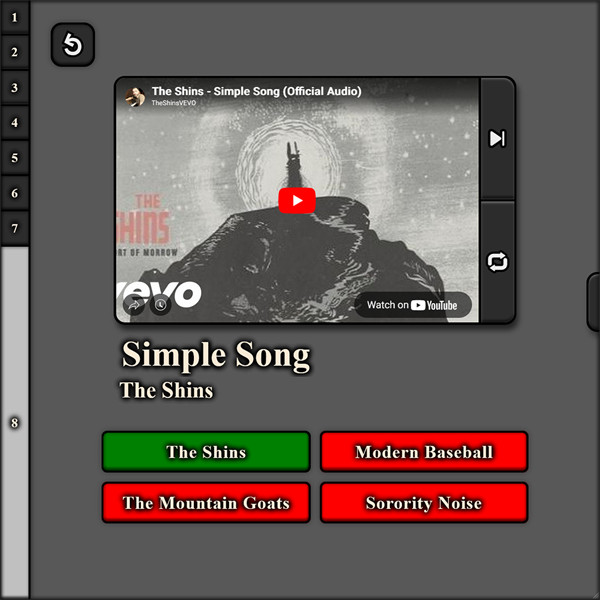 1
2
3
4
5
6
7
8
The Shins - Simple Song (Official Audio)
TheShinsVEVO
THE
SHINS
ORT OF MORROW
vevo
Watch on YouTube
Simple Song
The Shins
The Shins
Modern Baseball
The Mountain Goats
Sorority Noise